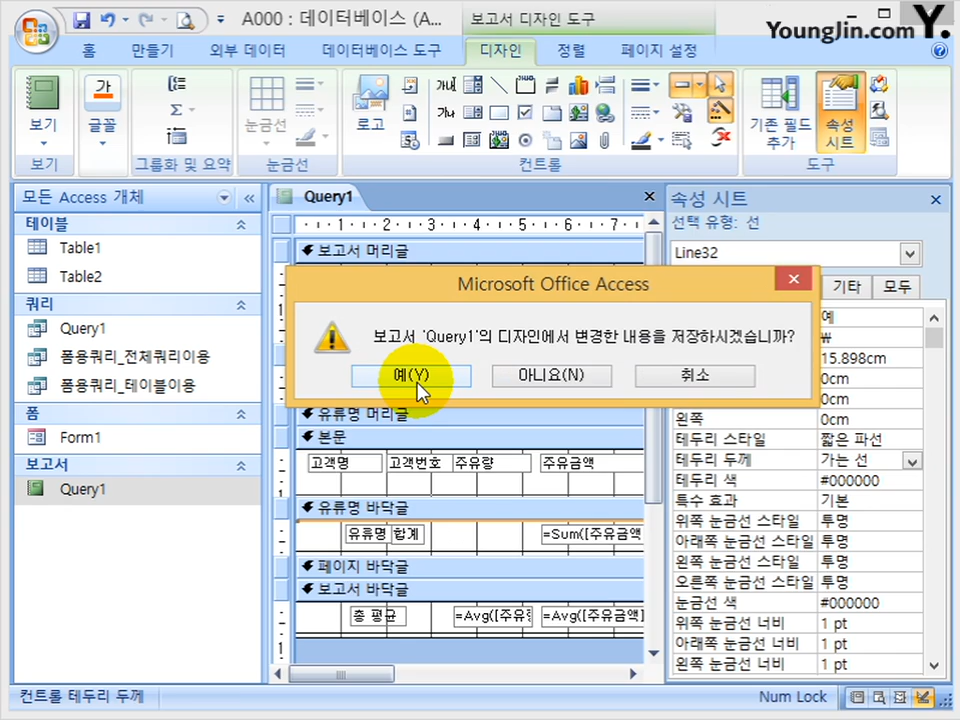 A000 : 데이터베이스 (A...
보고서 디자인 도구
YoungJin.com Y.
홈
만들기
외부 데이터
데이터베이스 도구
디자인
정렬
페이지 설정
보기
글꼴
눈금선
로고
기존 필드
추가
속성
시트
보기
그룹화 및 요약
눈금선
컨트롤
도구
모든 Access 개체
테이블
Table1
Table2
쿼리
Query1
폼용쿼리_전체쿼리이용
폼용쿼리_테이블이용
폼
Form1
보고서
Query1
Query1
1 2 3 4 5 6 7
보고서 머리글
Microsoft Office Access
보고서 'Query1'의 디자인에서 변경한 내용을 저장하시겠습니까?
예(Y)
아니요(N)
취소
유류명 머리글
본문
고객명
고객번호
주유량
주유금액
유류명 바닥글
유류명 합계
=Sum([주유금액
페이지 바닥글
보고서 바닥글
총 평균
=Avg([주유량
=Avg([주유금액]
속성 시트
선택 유형: 선
Line32
기타
모두
예
₩
15.898cm
0cm
0cm
왼쪽 0cm
테두리 스타일 짧은 파선
테두리 두께 가는 선
테두리 색 #000000
특수 효과 기본
위쪽 눈금선 스타일 투명
아래쪽 눈금선 스타일 투명
왼쪽 눈금선 스타일 투명
오른쪽 눈금선 스타일 투명
눈금선 색 #000000
위쪽 눈금선 너비 1 pt
아래쪽 눈금선 너비 1 pt
왼쪽 눈금선 너비 1 pt
컨트롤 테두리 두께
Num Lock